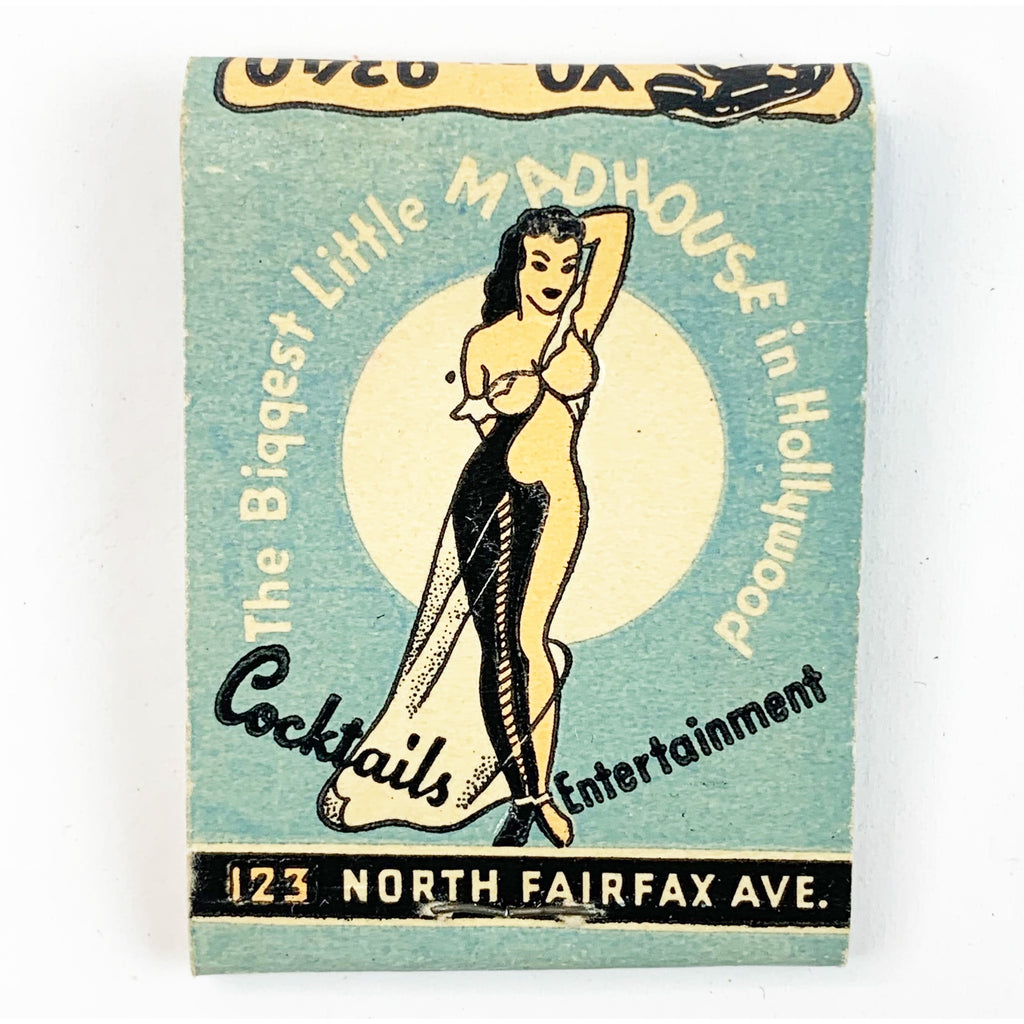 The Biggest Little MADHOUSE in Hollywood
Cocktails
Entertainment
123 NORTH FAIRFAX AVE.